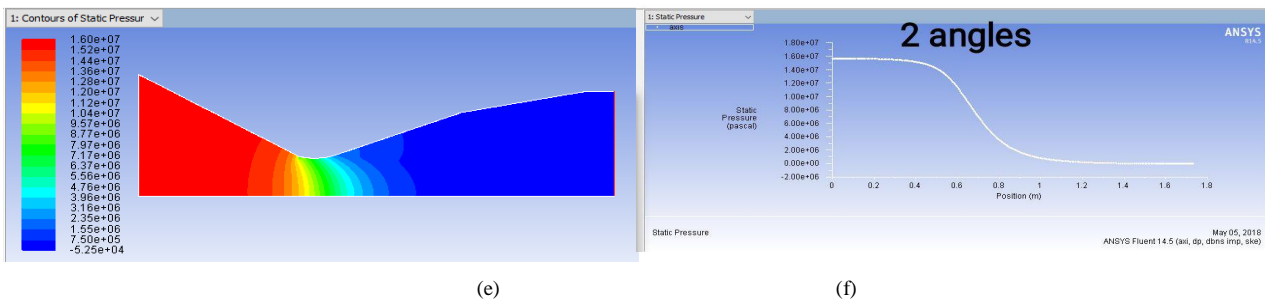 1: Contours of Static Pressur
1.60e+07
1.52e+07
1.44e+07
1.36e+07
1.28e+07
1.20e+07
1.12e+07
1.04e+07
9.57e+06
8.77e+06
7.97e+06
7.17e+06
6.37e+06
5.56e+06
4.76e+06
3.96e+06
3.16e+06
2.35e+06
1.55e+06
7.50e+05
-5.25e+04
(e)
1: Static Pressure
axis
2 angles
ANSYS
R14.5
1.80e+07
1.60e+07
1.40e+07
1.20e+07
1.00e+07
8.00e+06
6.00e+06
4.00e+06
2.00e+06
0.00e+00
-2.00e+06
Static
Pressure
(pascal)
0 0.2 0.4 0.6 0.8 1 1.2 1.4 1.6 1.8
Position (m)
Static Pressure
May 05, 2018
ANSYS Fluent 14.5 (axi, dp, dbns imp, ske)
(f)